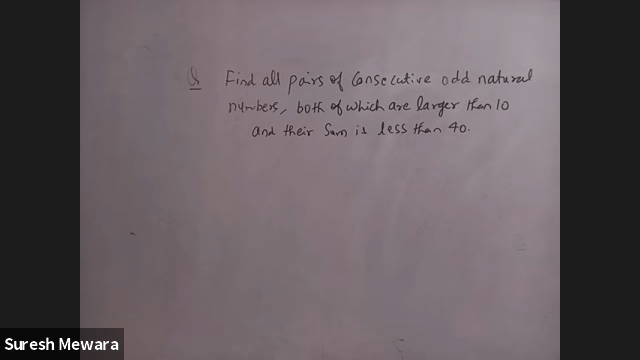 Q Find all pairs of Consecutive odd natural
numbers, both of which are larger than 10
and their Sum is less than 40.
Suresh Mewara